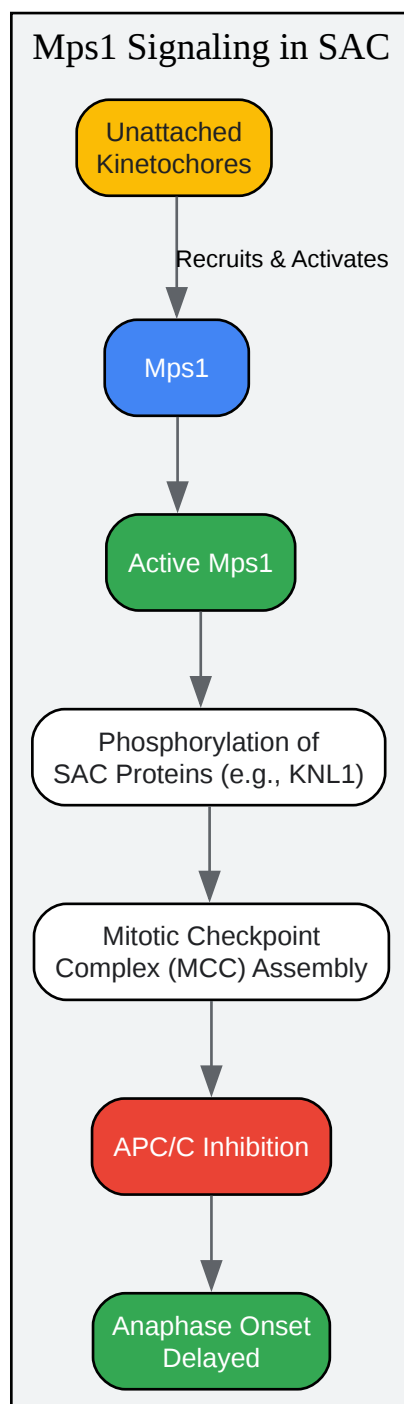 Mps1 Signaling in SAC
Unattached
Kinetochores
Recruits & Activates
Mps1
Active Mps1
Phosphorylation of
SAC Proteins (e.g., KNL1)
Mitotic Checkpoint
Complex (MCC) Assembly
APC/C Inhibition
Anaphase Onset
Delayed